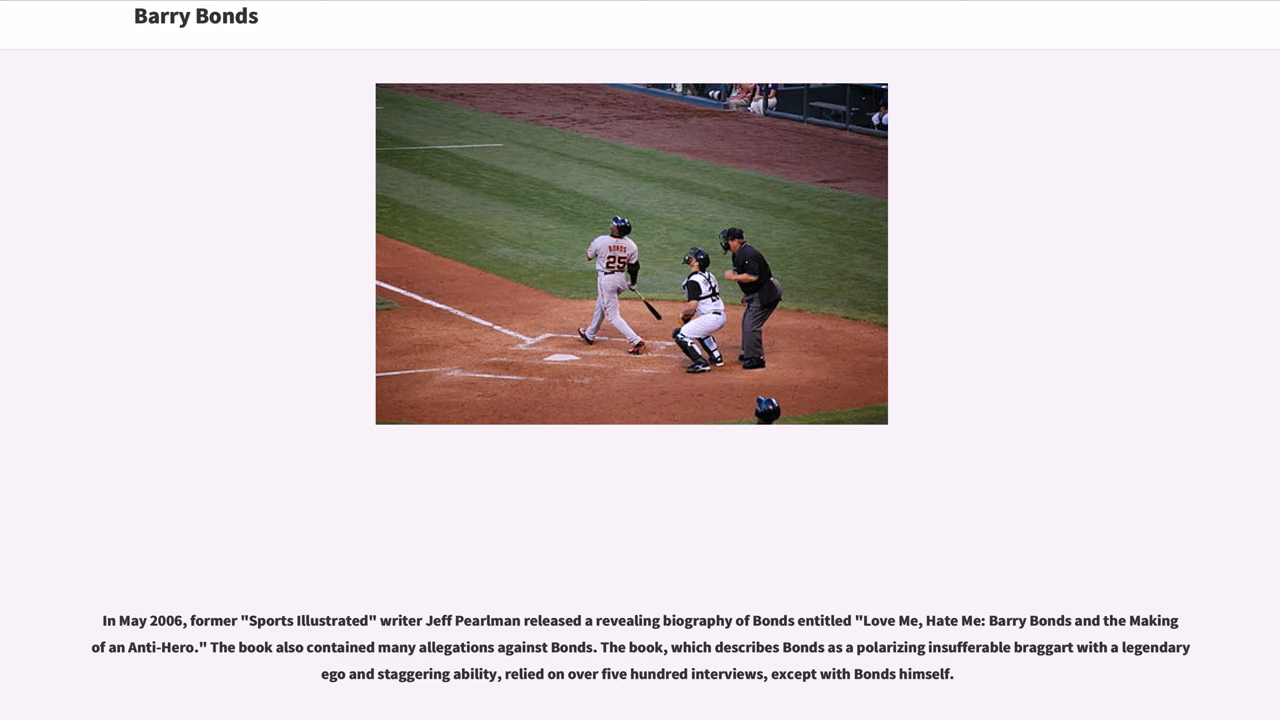 Barry Bonds
BONDS
25
In May 2006, former "Sports Illustrated" writer Jeff Pearlman released a revealing biography of Bonds entitled "Love Me, Hate Me: Barry Bonds and the Making
of an Anti-Hero." The book also contained many allegations against Bonds. The book, which describes Bonds as a polarizing insufferable braggart with a legendary
ego and staggering ability, relied on over five hundred interviews, except with Bonds himself.